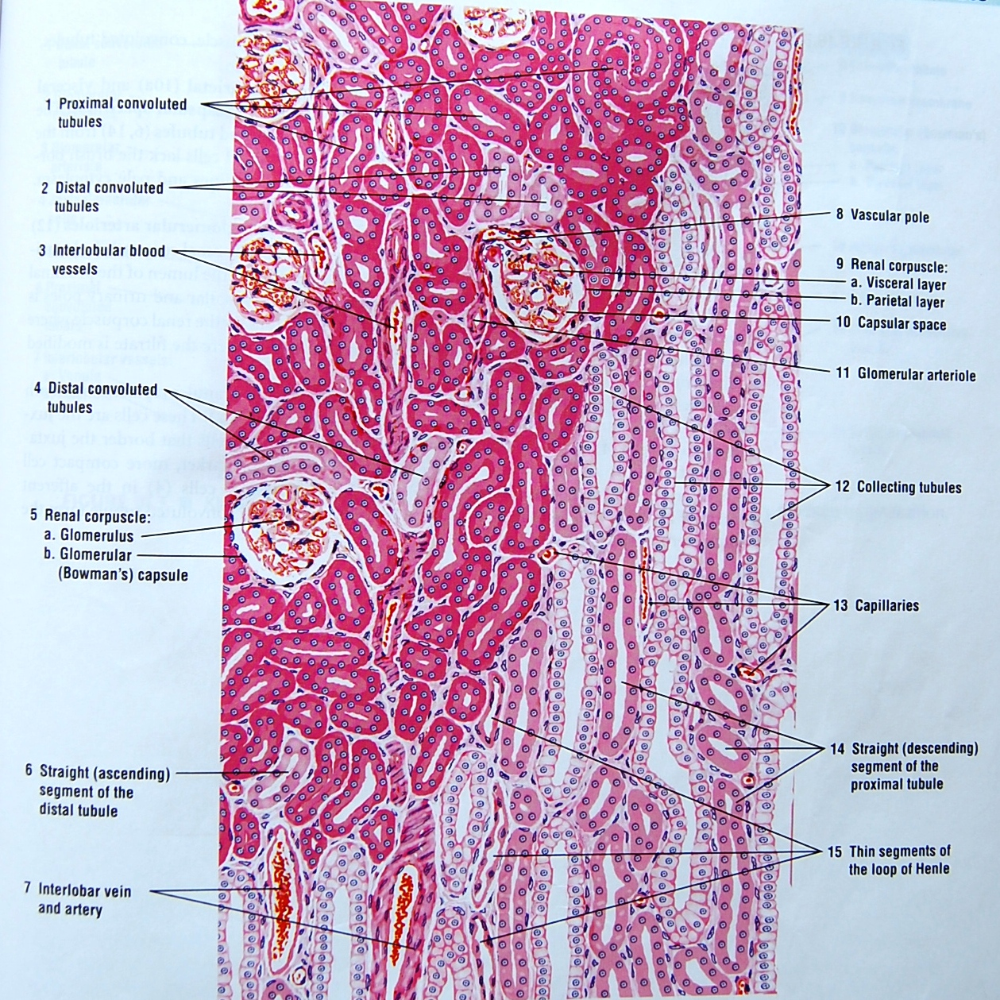 1 Proximal convoluted
tubules
2 Distal convoluted
tubules
3 Interlobular blood
vessels
4 Distal convoluted
tubules
5 Renal corpuscle:
a. Glomerulus
b. Glomerular
(Bowman's) capsule
6 Straight (ascending)
segment of the
distal tubule
7 Interlobar vein
and artery
8 Vascular pole
9 Renal corpuscle:
a. Visceral layer
b. Parietal layer
10 Capsular space
11 Glomerular arteriole
12 Collecting tubules
13 Capillaries
14 Straight (descending)
segment of the
proximal tubule
15 Thin segments of
the loop of Henle